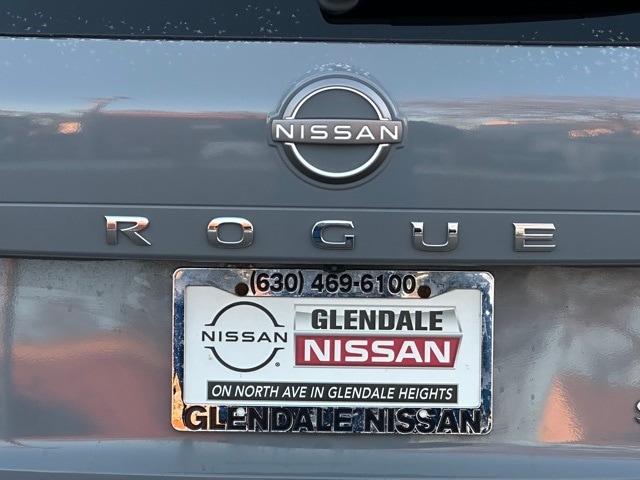 NISSAN
ROGUE
(630) 469-6100
NISSAN
GLENDALE
NISSAN
ON NORTH AVE IN GLENDALE HEIGHTS
GLENDALE NISSAN
S